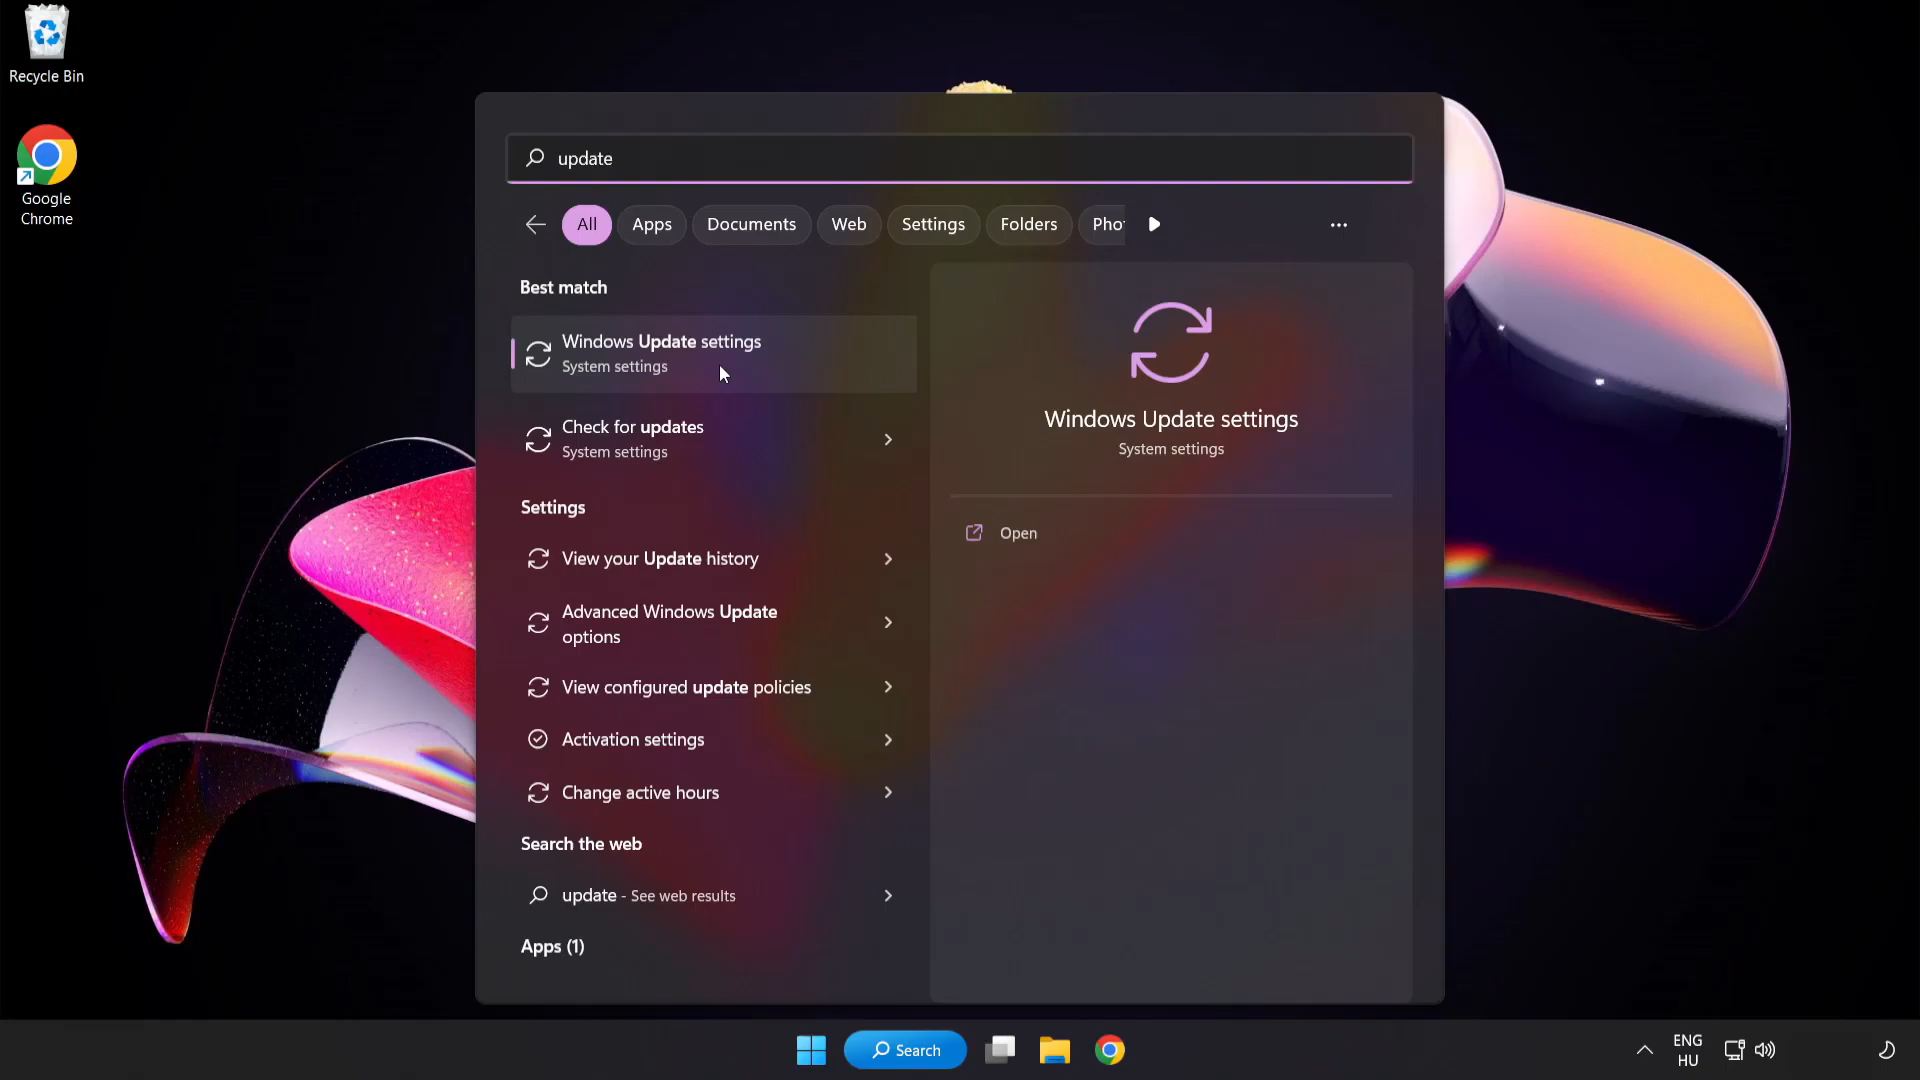 Recycle Bin
Google
Chrome
update
All
Apps
Documents
Web
Settings
Folders
Pho
Best match
Windows Update settings
System settings
Check for updates
System settings
Settings
View your Update history
Advanced Windows Update
options
View configured update policies
Activation settings
Change active hours
Search the web
update - See web results
Apps (1)
Windows Update settings
System settings
Open
Search
ENG
HU